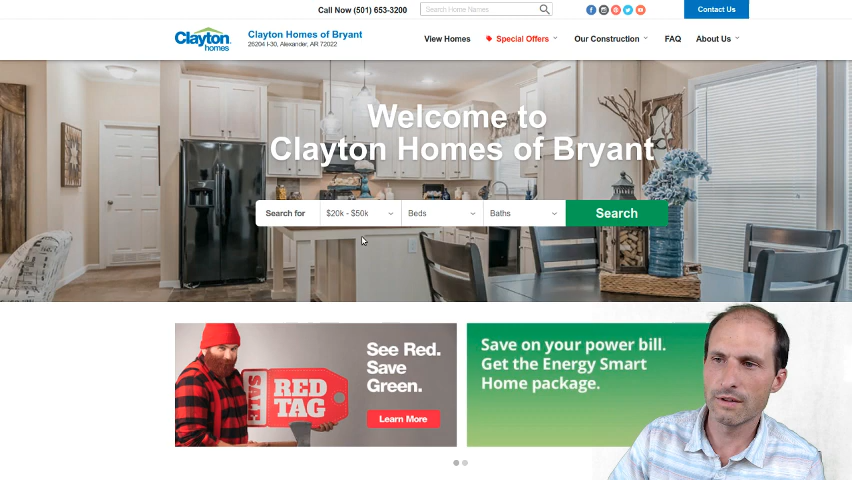 Call Now (501) 653-3200
Search Home Names
Contact Us
Clayton homes
Clayton Homes of Bryant
25204 I-30, Alexander, AR 72022
View Homes
Special Offers
Our Construction
FAQ
About Us
Welcome to
Clayton Homes of Bryant
Search for
$20k - $50k
Beds
Baths
Search
SALE
RED
TAG
See Red.
Save
Green.
Learn More
Save on your power bill.
Get the Energy Smart
Home package.